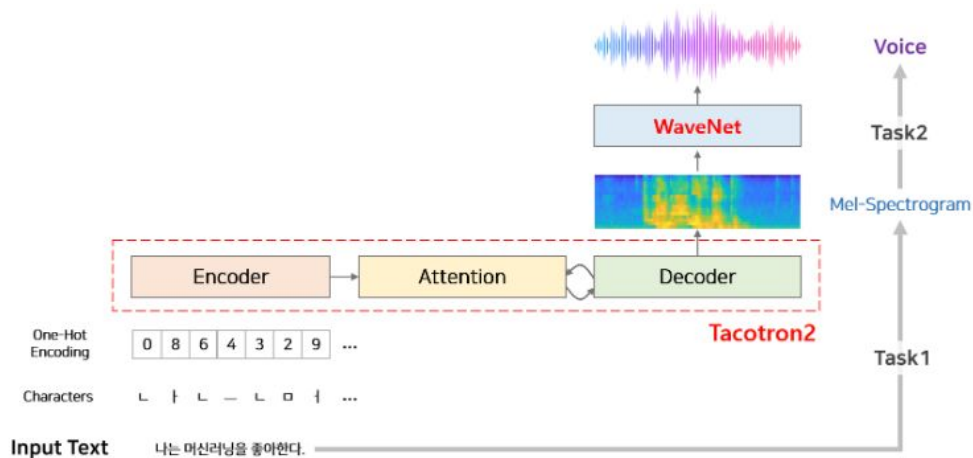 Voice
WaveNet
Task2
Mel-Spectrogram
Encoder
Attention
Decoder
Tacotron2
One-Hot
Encoding
0 8 6 4 3 2 9 ...
Task1
Characters
ㄴ ㅏ ㄴ ㅡ ㄴ ㅁ ㅓ ...
Input Text 나는 머신러닝을 좋아한다.